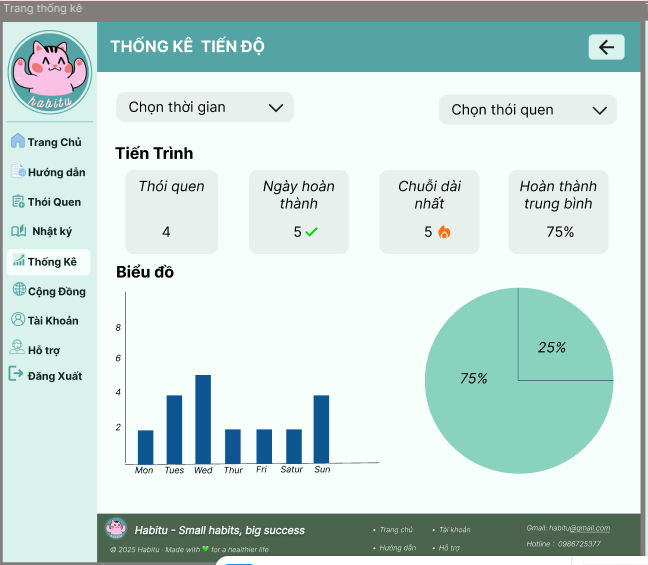 Trang thống kê
habitu
THỐNG KÊ TIẾN ĐỘ
Trang Chủ
Hướng dẫn
Thói Quen
Nhật ký
Thống Kê
Cộng Đồng
Tài Khoản
Hỗ trợ
Đăng Xuất
Chọn thời gian
Chọn thói quen
Tiến Trình
Thói quen
4
Ngày hoàn
thành
5
Chuỗi dài
nhất
5
Hoàn thành
trung bình
75%
Biểu đồ
8
6
4
2
Mon Tues Wed Thur Fri Satur Sun
25%
75%
Habitu - Small habits, big success
© 2025 Habitu · Made with 💚 for a healthier life
• Trang chủ
• Tài khoản
• Hướng dẫn
• Hỗ trợ
Gmail: habitu@gmail.com
Hotline : 0986725377